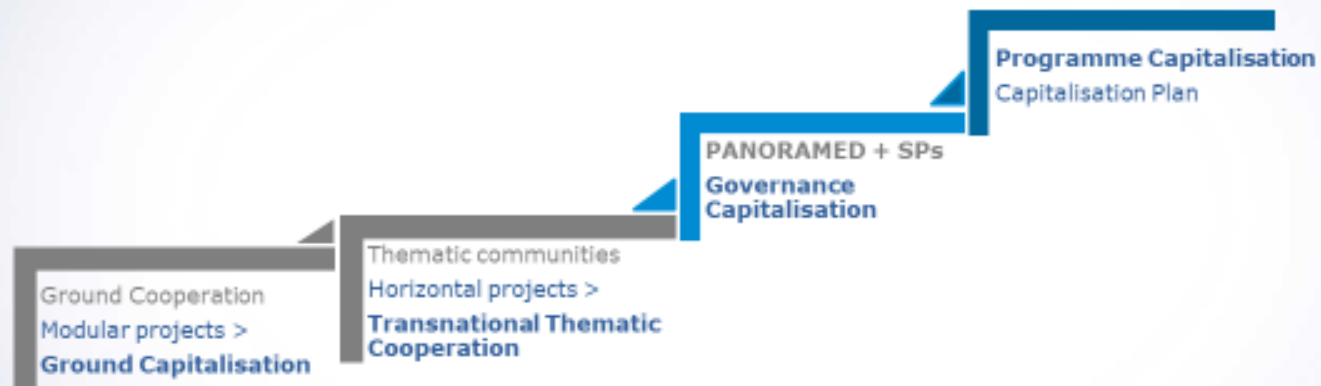 Ground Cooperation
Modular projects >
Ground Capitalisation
Thematic communities
Horizontal projects >
Transnational Thematic
Cooperation
PANORAMED + SPs
Governance
Capitalisation
Programme Capitalisation
Capitalisation Plan